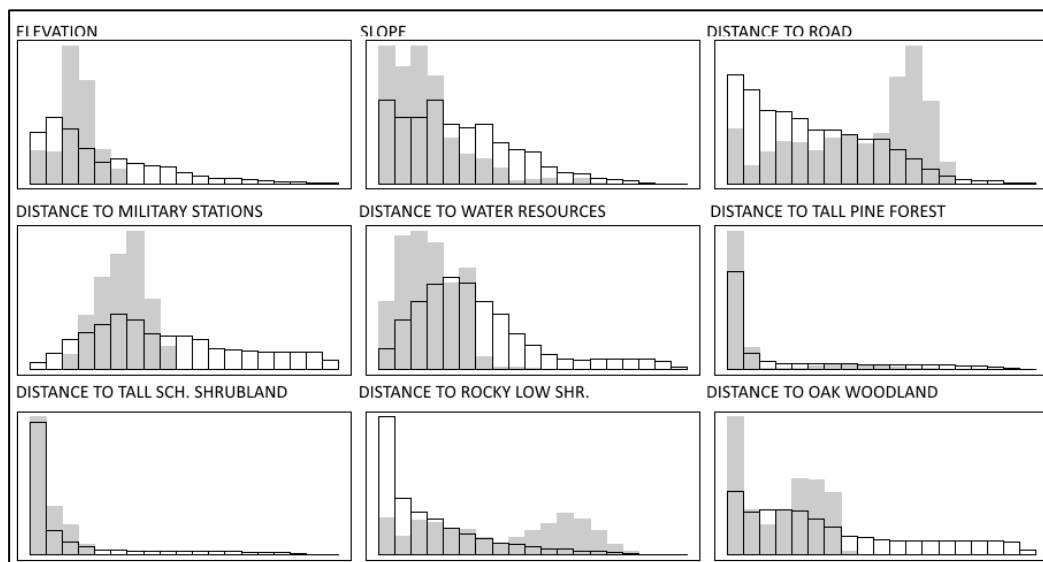 ELEVATION
SLOPE
DISTANCE TO ROAD
DISTANCE TO MILITARY STATIONS
DISTANCE TO WATER RESOURCES
DISTANCE TO TALL PINE FOREST
DISTANCE TO TALL SCH. SHRUBLAND
DISTANCE TO ROCKY LOW SHR.
DISTANCE TO OAK WOODLAND